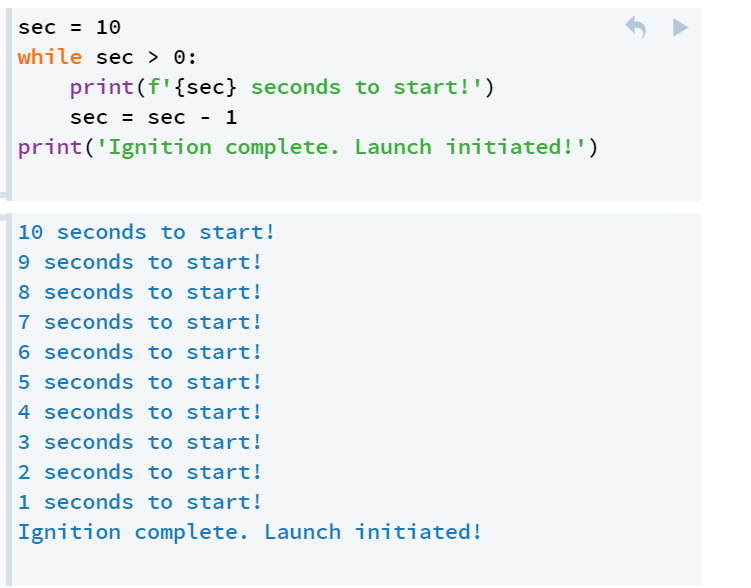 sec = 10
while sec > 0:
    print(f'{sec} seconds to start!')
    sec = sec - 1
print('Ignition complete. Launch initiated!')
10 seconds to start!
9 seconds to start!
8 seconds to start!
7 seconds to start!
6 seconds to start!
5 seconds to start!
4 seconds to start!
3 seconds to start!
2 seconds to start!
1 seconds to start!
Ignition complete. Launch initiated!